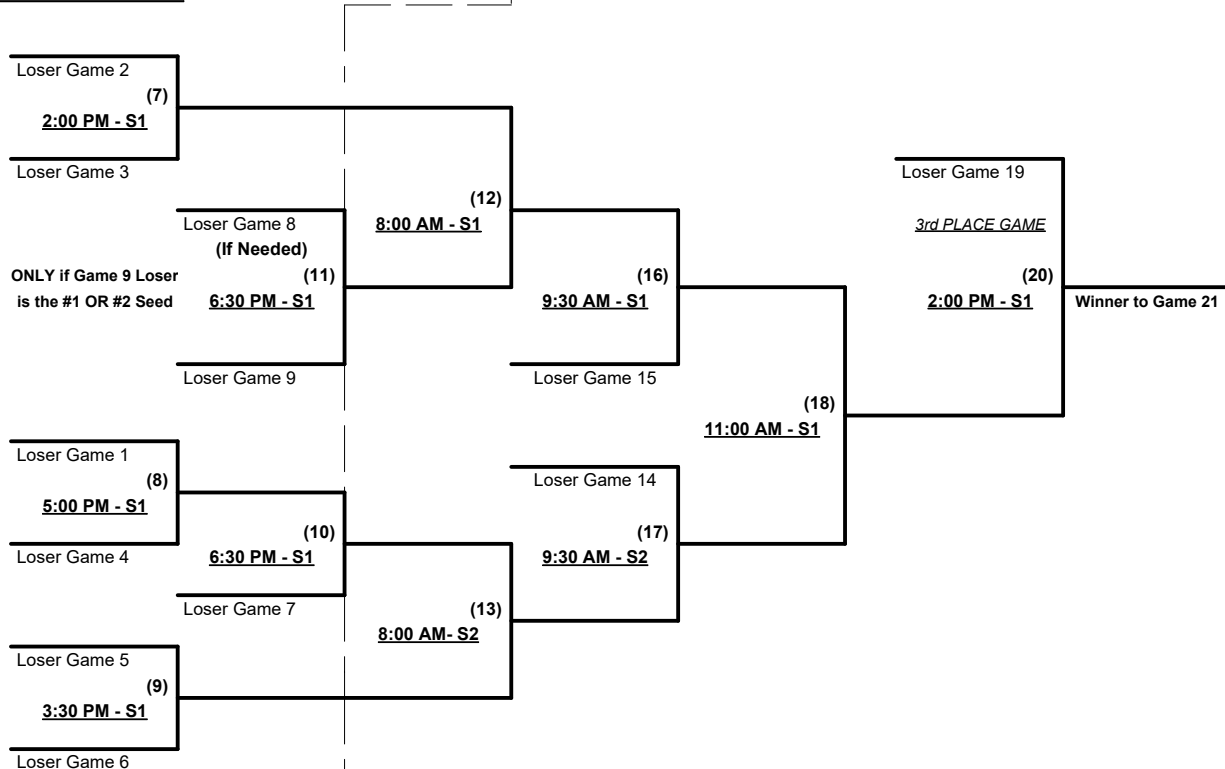 Loser Game 2
(7)
2:00 PM - S1
Loser Game 3
Loser Game 19
(12)
Loser Game 8
8:00 AM - S1
3rd PLACE GAME
(If Needed)
ONLY if Game 9 Loser
(11)
(16)
(20)
is the #1 OR #2 Seed
6:30 PM - S1
9:30 AM - S1
2:00 PM - S1
Winner to Game 21
Loser Game 9
Loser Game 15
(18)
11:00 AM - S1
Loser Game 1
(8)
Loser Game 14
5:00 PM - S1
(10)
(17)
Loser Game 4
6:30 PM - S1
9:30 AM - S2
Loser Game 7
(13)
8:00 AM- S2
Loser Game 5
(9)
3:30 PM - S1
Loser Game 6